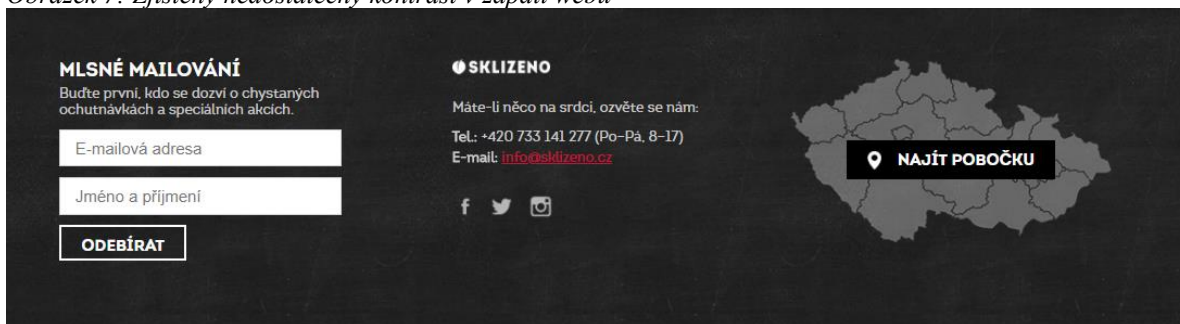 Obrázek 7: Zjištěný nedostatečný kontrast v zápatí webu
MLSNÉ MAILOVÁNÍ
Buďte první, kdo se dozví o chystaných
ochutnávkách a speciálních akcích.
E-mailová adresa
Jméno a příjmení
ODEBÍRAT
SKLIZENO
Máte-li něco na srdci, ozvěte se nám:
Tel.: +420 733 141 277 (Po–Pá, 8–17)
E-mail: info@sklizeno.cz
NAJÍT POBOČKU